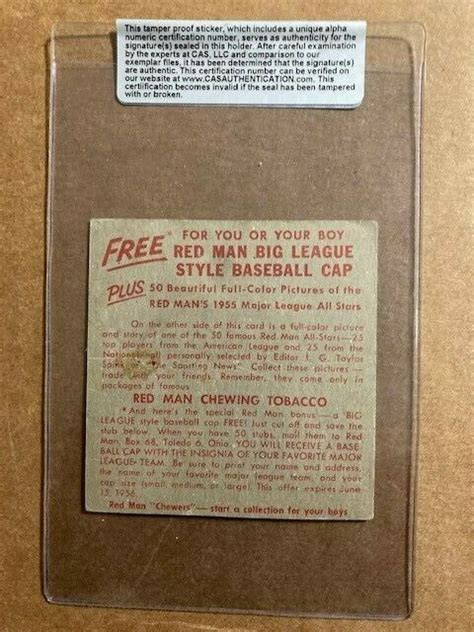 This tamper proof sticker, which includes a unique alpha
numeric certification number, serves as authenticity for the
signature(s) sealed in this holder. After careful examination
by the experts at CAS, LLC and comparison to our
exemplar files, it has been determined that the signature(s)
are authentic. This certification number can be verified on
our website at www.CASAUTHENTICATION.com. This
certification becomes invalid if the seal has been tampered
with or broken.
FREE* FOR YOU OR YOUR BOY
RED MAN BIG LEAGUE
STYLE BASEBALL CAP
PLUS 50 Beautiful Full-Color Pictures of the
RED MAN'S 1955 Major League All Stars
On the other side of this card is a full-color picture
and story of one of the 50 famous Red Man All-Stars—25
top players from the American League and 25 from the
National personally selected by Editor J. G. Taylor
The Sporting News. Collect these pictures —
trade with your friends. Remember, they come only in
packages of famous
RED MAN CHEWING TOBACCO
* And here's the special Red Man bonus — a BIG
LEAGUE style baseball cap FREE! Just cut off and save
the stub below. When you have 50 stubs, mail them to Red
Man, Box 68, Toledo 6, Ohio, YOU WILL RECEIVE A BASE-
BALL CAP WITH THE INSIGNIA OF YOUR FAVORITE MAJOR
LEAGUE TEAM. Be sure to print your name and address,
the name of your favorite major league team, and your
cap size (small, medium, or large). This offer expires June
15, 1956.
Red Man "Chewers" — start a collection for your boys